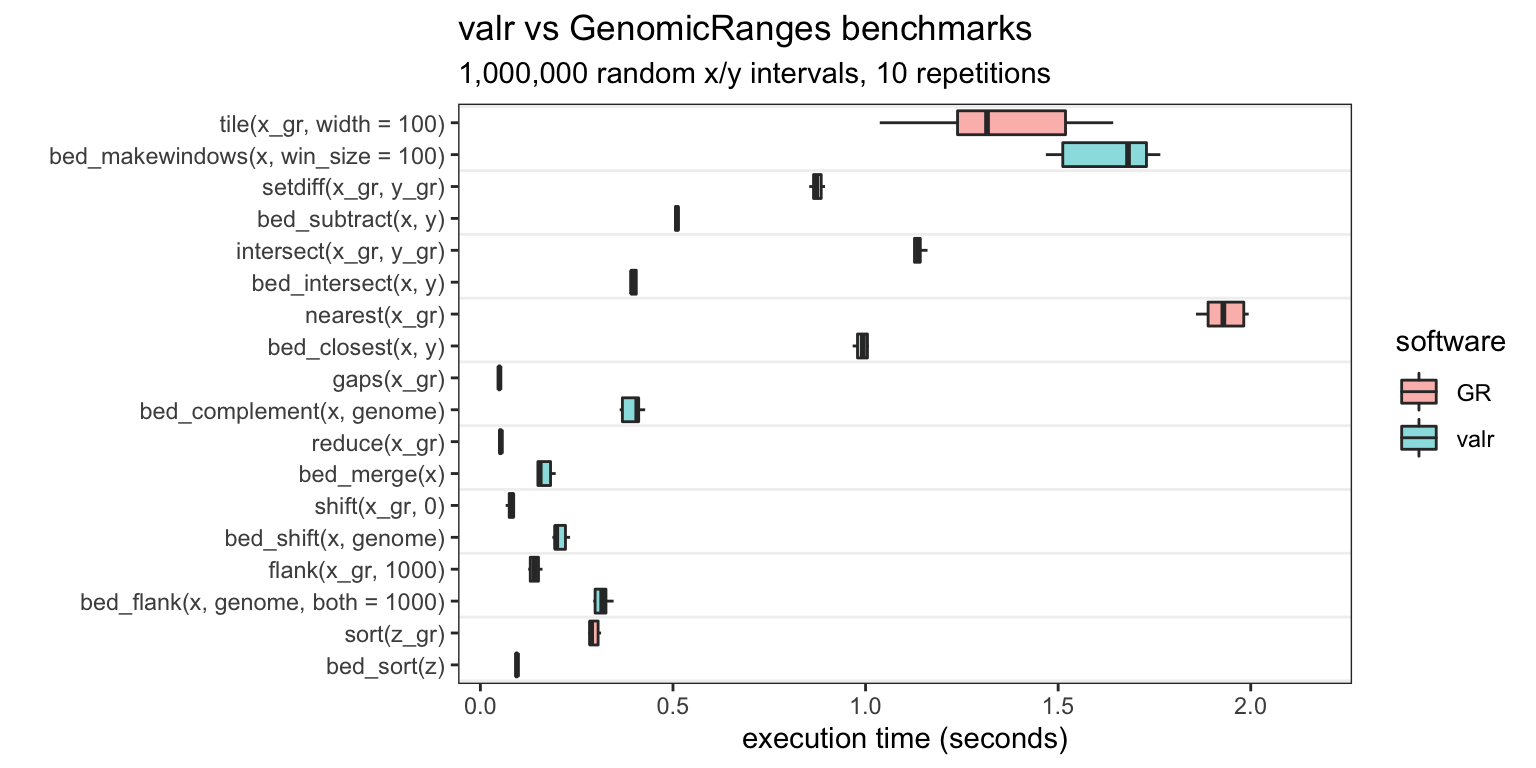 valr vs GenomicRanges benchmarks
1,000,000 random x/y intervals, 10 repetitions
tile(x_gr, width = 100)
bed_makewindows(x, win_size = 100)
setdiff(x_gr, y_gr)
bed_subtract(x, y)
intersect(x_gr, y_gr)
bed_intersect(x, y)
nearest(x_gr)
bed_closest(x, y)
gaps(x_gr)
bed_complement(x, genome)
reduce(x_gr)
bed_merge(x)
shift(x_gr, 0)
bed_shift(x, genome)
flank(x_gr, 1000)
bed_flank(x, genome, both = 1000)
sort(z_gr)
bed_sort(z)
0.0 0.5 1.0 1.5 2.0
execution time (seconds)
software
GR
valr